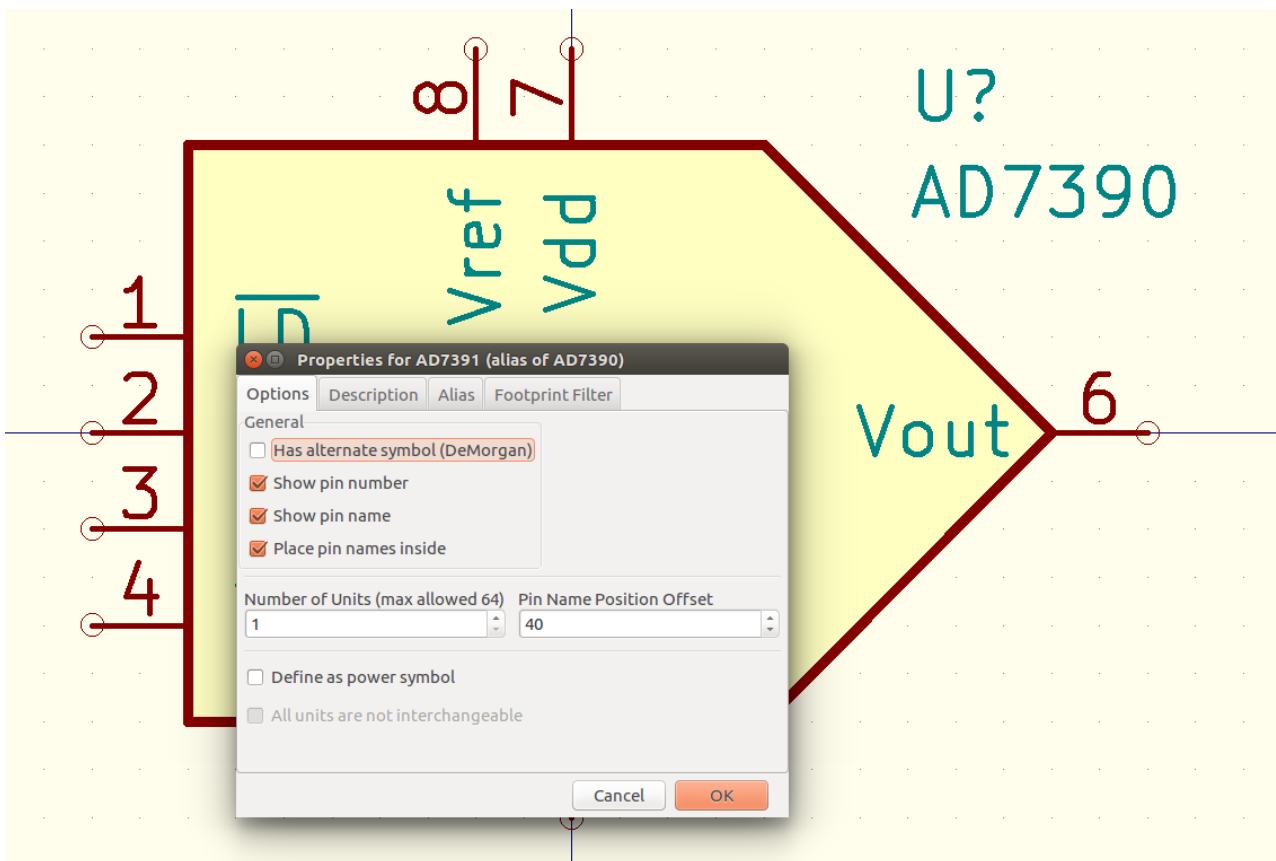 8
7
U?
AD7390
Vref
Vdd
1
2
3
4
6
Vout
Properties for AD7391 (alias of AD7390)
Options Description Alias Footprint Filter
General
Has alternate symbol (DeMorgan)
Show pin number
Show pin name
Place pin names inside
Number of Units (max allowed 64) Pin Name Position Offset
1 40
Define as power symbol
All units are not interchangeable
Cancel OK